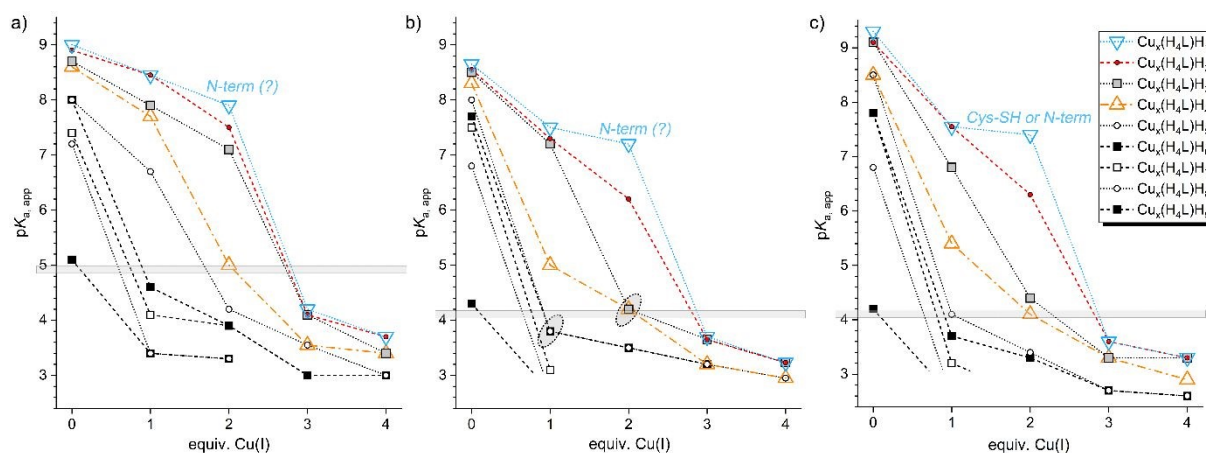 a)
9
8
7
6
5
4
3
pKa, app
N-term (?)
0 1 2 3 4
equiv. Cu(I)
b)
9
8
7
6
5
4
3
pKa, app
N-term (?)
0 1 2 3 4
equiv. Cu(I)
c)
9
8
7
6
5
4
3
pKa, app
Cys-SH or N-term
0 1 2 3 4
equiv. Cu(I)
Cux(H4L)H
Cux(H4L)H
Cux(H4L)H
Cux(H4L)H
Cux(H4L)H
Cux(H4L)H
Cux(H4L)H
Cux(H4L)H
Cux(H4L)H